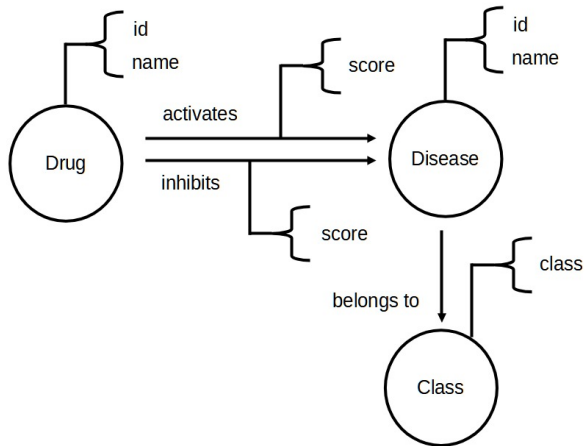 id
name
id
name
score
activates
Drug
Disease
inhibits
score
class
belongs to
Class